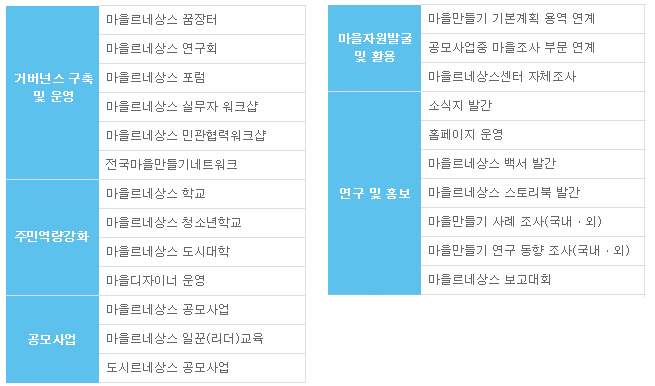 거버넌스 구축
및 운영
마을르네상스 꿈장터
마을르네상스 연구회
마을르네상스 포럼
마을르네상스 실무자 워크샵
마을르네상스 민관협력워크샵
전국마을만들기네트워크
주민역량강화
마을르네상스 학교
마을르네상스 청소년학교
마을르네상스 도시대학
마을디자이너 운영
공모사업
마을르네상스 공모사업
마을르네상스 일꾼(리더)교육
도시르네상스 공모사업
마을자원발굴
및 활용
마을만들기 기본계획 용역 연계
공모사업중 마을조사 부문 연계
마을르네상스센터 자체조사
연구 및 홍보
소식지 발간
홈페이지 운영
마을르네상스 백서 발간
마을르네상스 스토리북 발간
마을만들기 사례 조사(국내 · 외)
마을만들기 연구 동향 조사(국내 · 외)
마을르네상스 보고대회